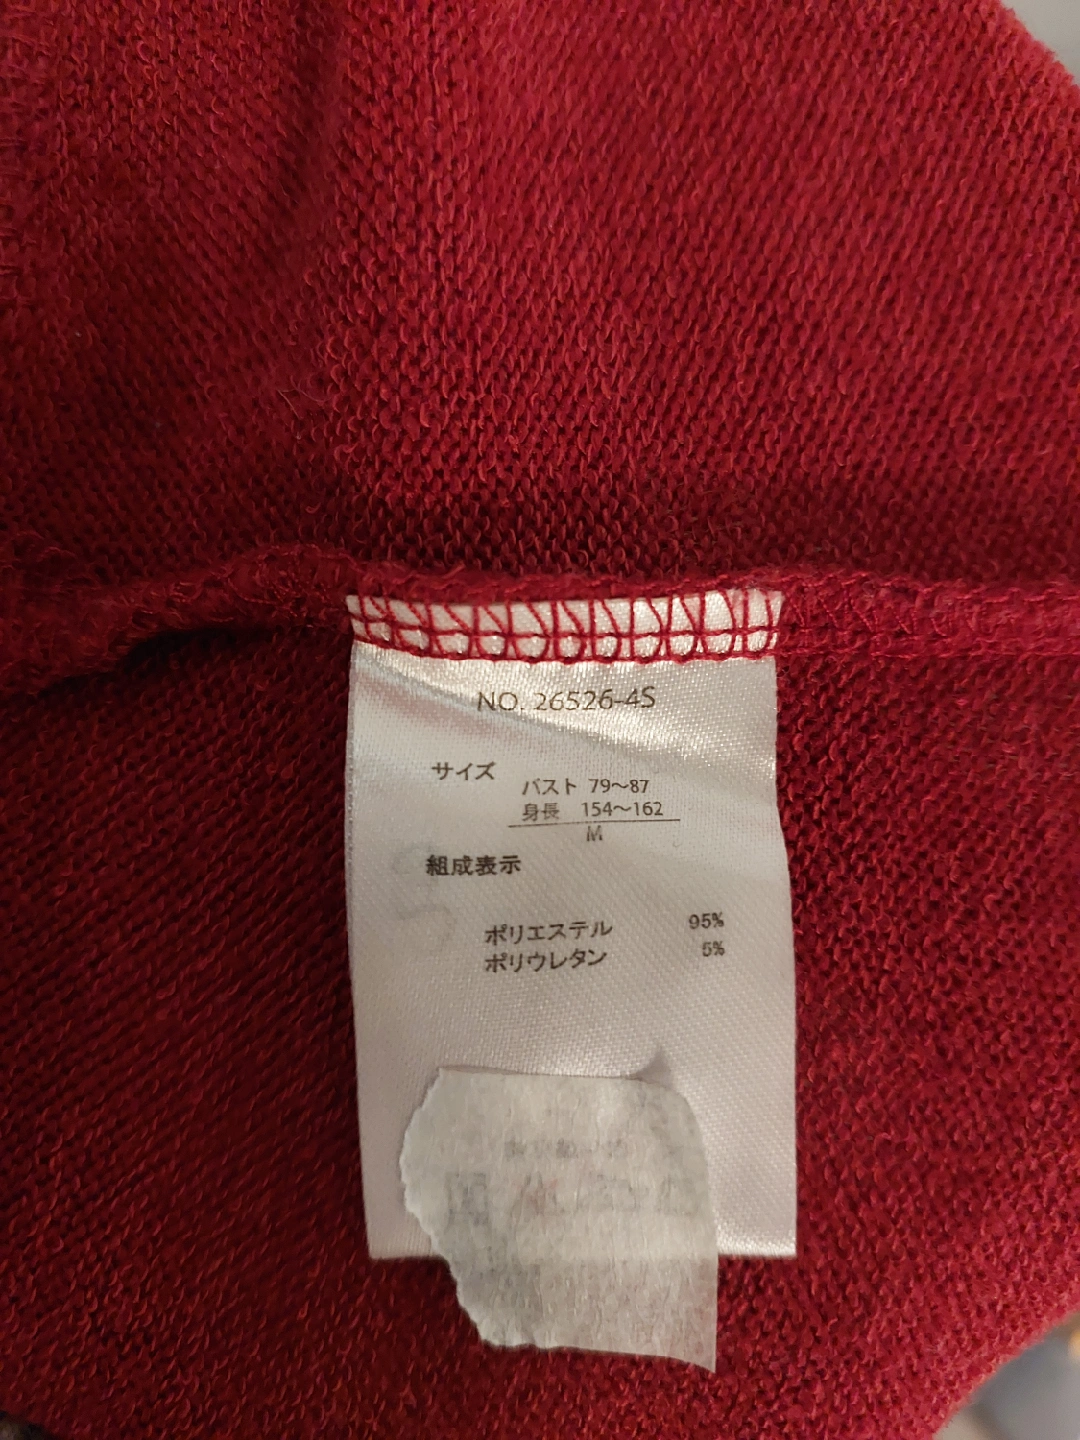 NO. 26526-4S
サイズ
バスト 79～87
身長 154～162
M
組成表示
ポリエステル 95%
ポリウレタン 5%